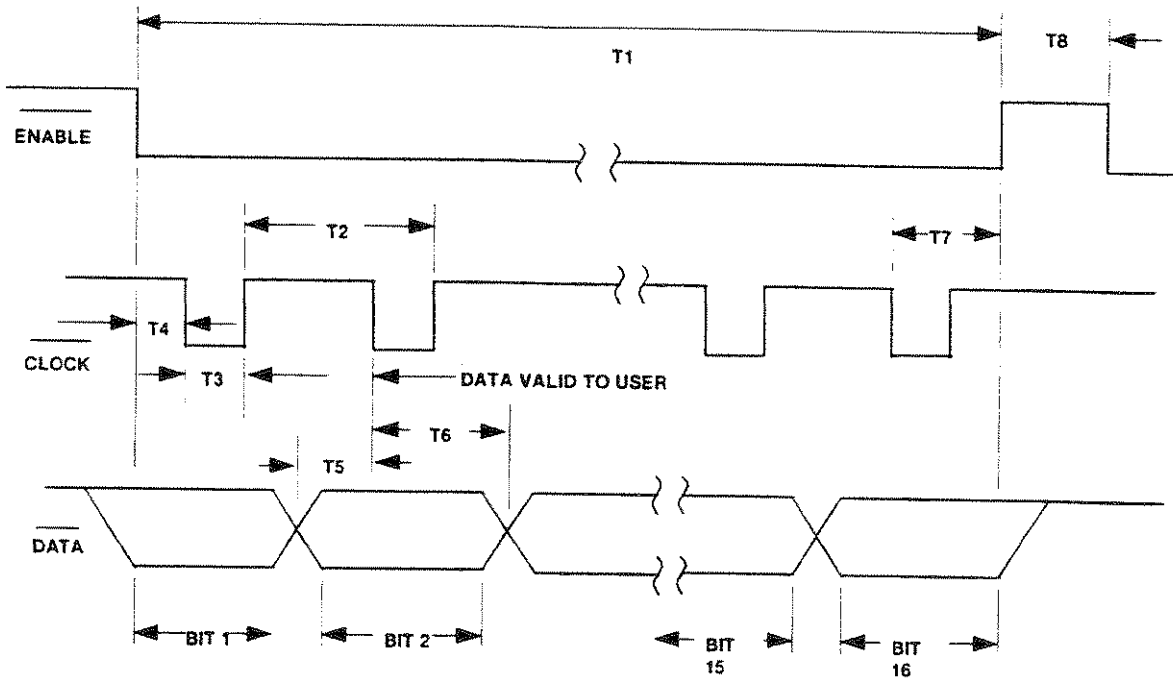 T1
T8
ENABLE
T2
T7
T4
CLOCK
T3
DATA VALID TO USER
T6
T5
DATA
BIT 1
BIT 2
BIT
15
BIT
16